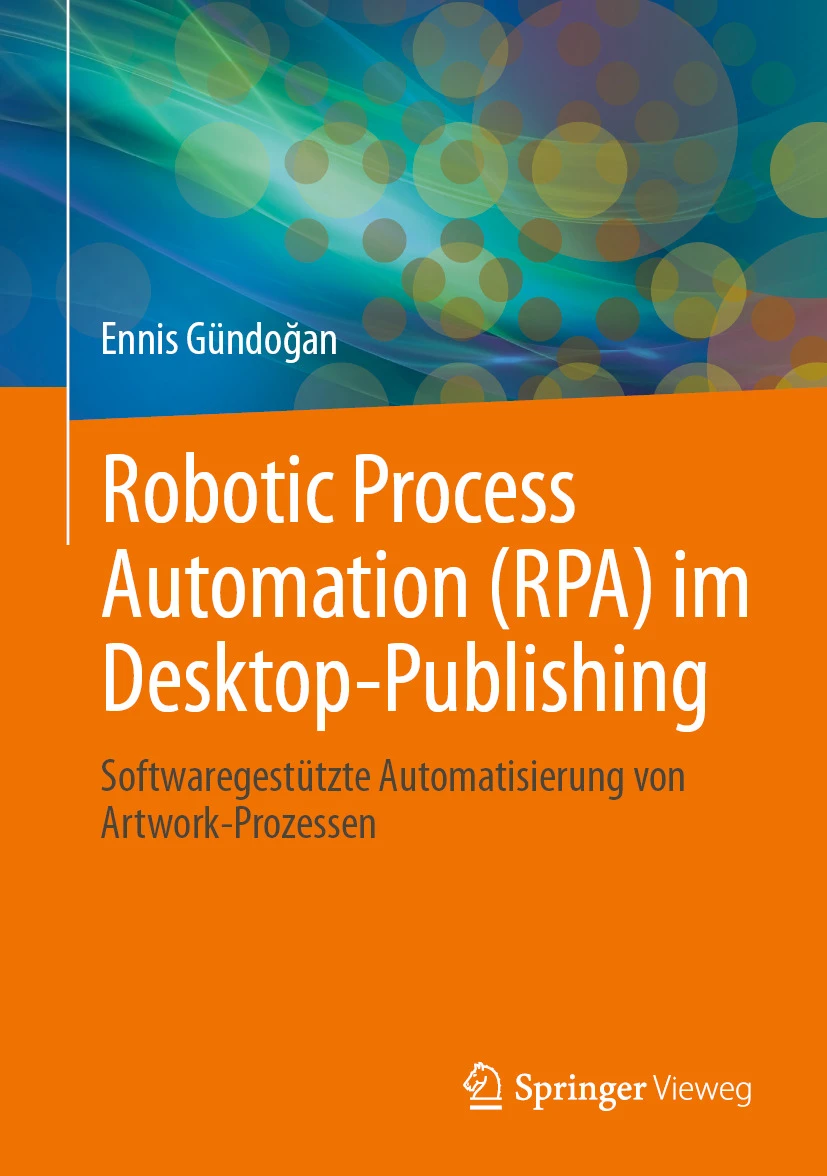 Ennis Gündoğan
Robotic Process
Automation (RPA) im
Desktop-Publishing
Softwaregestützte Automatisierung von
Artwork-Prozessen
Springer Vieweg